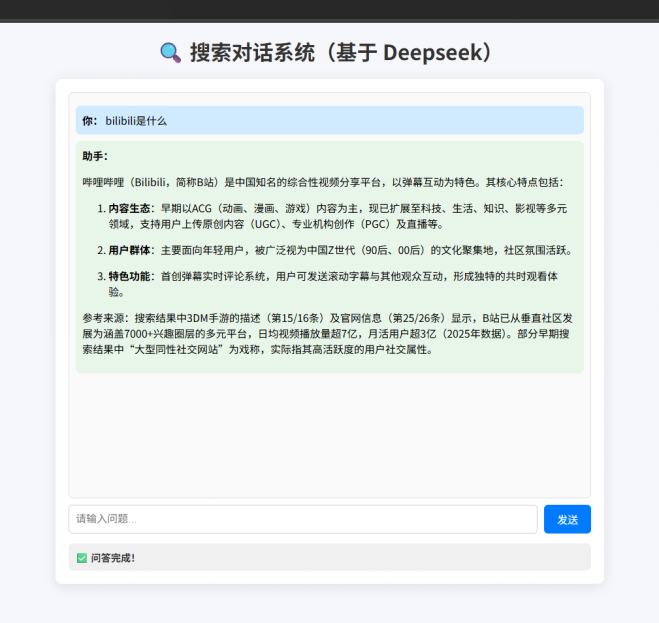 🔍 搜索对话系统（基于 Deepseek）
你： bilibili是什么
助手：
哔哩哔哩（Bilibili，简称B站）是中国知名的综合性视频分享平台，以弹幕互动为特色。其核心特点包括：
1. 内容生态：早期以ACG（动画、漫画、游戏）内容为主，现已扩展至科技、生活、知识、影视等多元
领域，支持用户上传原创内容（UGC）、专业机构创作（PGC）及直播等。
2. 用户群体：主要面向年轻用户，被广泛视为中国Z世代（90后、00后）的文化聚集地，社区氛围活跃。
3. 特色功能：首创弹幕实时评论系统，用户可发送滚动字幕与其他观众互动，形成独特的共时观看体
验。
参考来源：搜索结果中3DM手游的描述（第15/16条）及官网信息（第25/26条）显示，B站已从垂直社区发
展为涵盖7000+兴趣圈层的多元平台，日均视频播放量超7亿，月活用户超3亿（2025年数据）。部分早期搜
索结果中“大型同性社交网站”为戏称，实际指其高活跃度的用户社交属性。
请输入问题...
发送
✅ 问答完成！